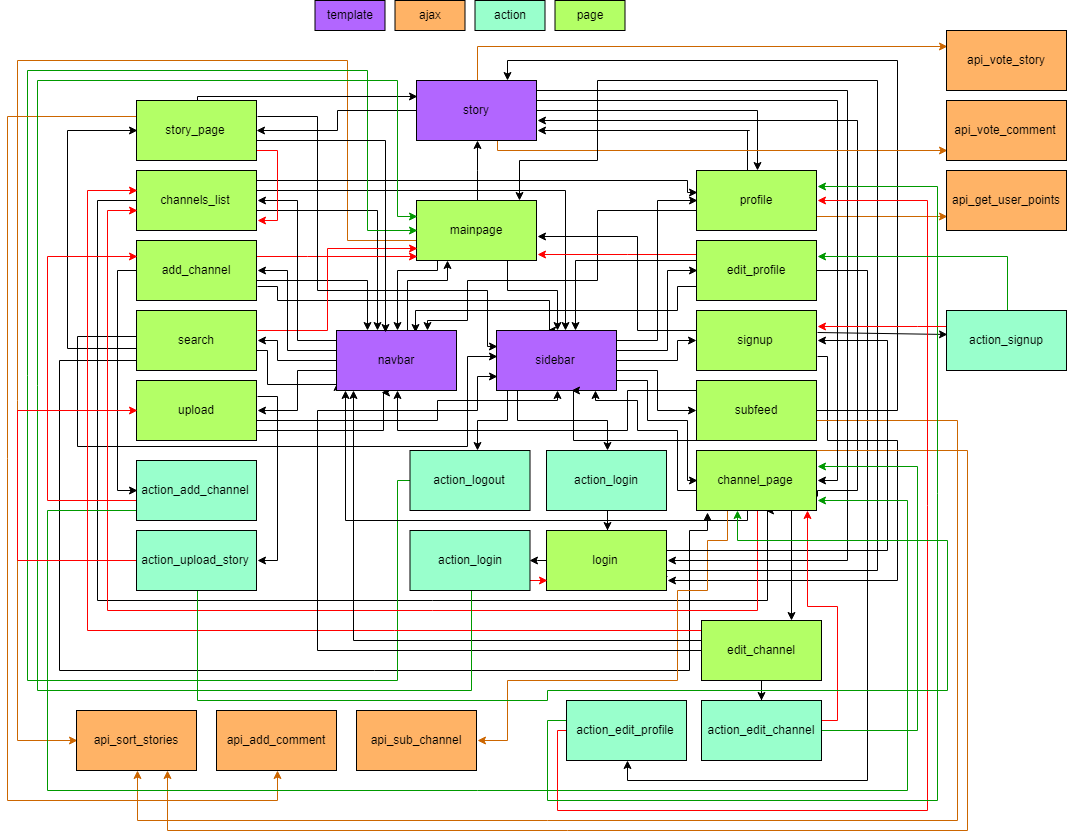 template
ajax
action
page
api_vote_story
story
story_page
api_vote_comment
channels_list
mainpage
profile
api_get_user_points
add_channel
edit_profile
search
navbar
sidebar
signup
action_signup
upload
subfeed
action_add_channel
action_logout
action_login
channel_page
action_upload_story
action_login
login
edit_channel
api_sort_stories
api_add_comment
api_sub_channel
action_edit_profile
action_edit_channel